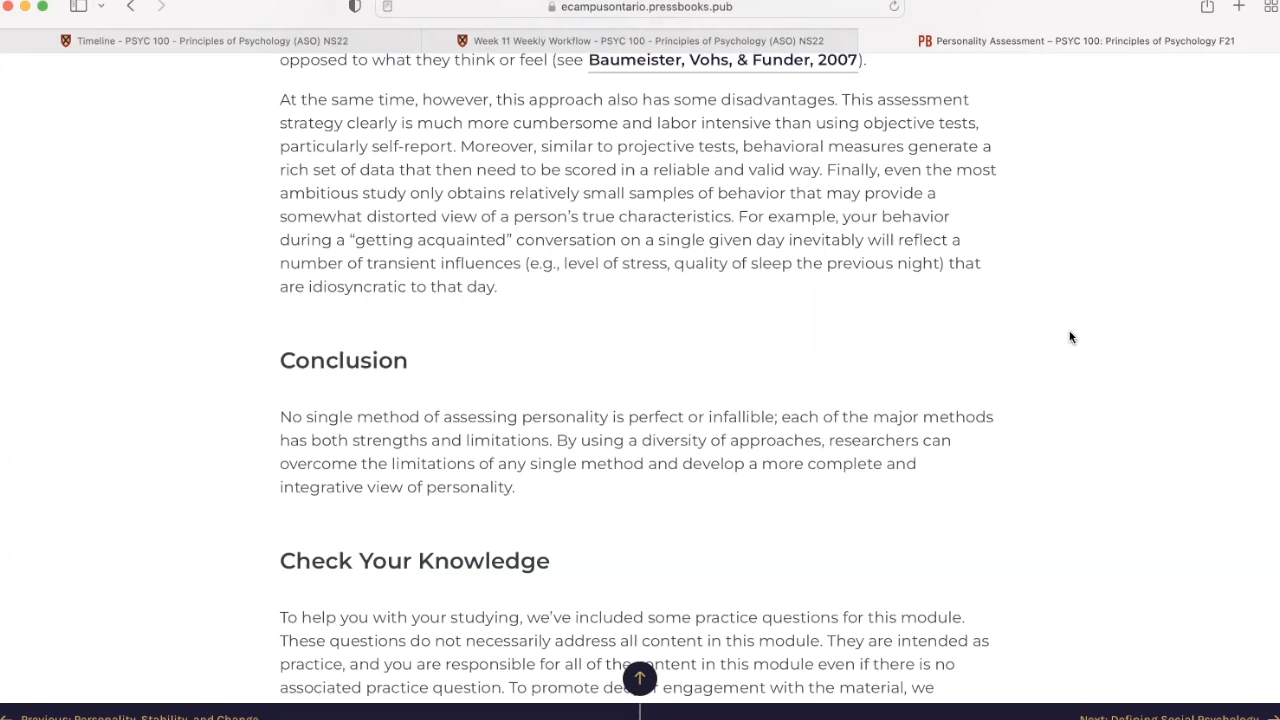 ecampusontario.pressbooks.pub
Timeline - PSYC 100 - Principles of Psychology (ASO) NS22
Week 11 Weekly Workflow - PSYC 100 - Principles of Psychology (ASO) NS22
PB Personality Assessment – PSYC 100: Principles of Psychology F21
opposed to what they think or feel (see Baumeister, Vohs, & Funder, 2007).
At the same time, however, this approach also has some disadvantages. This assessment
strategy clearly is much more cumbersome and labor intensive than using objective tests,
particularly self-report. Moreover, similar to projective tests, behavioral measures generate a
rich set of data that then need to be scored in a reliable and valid way. Finally, even the most
ambitious study only obtains relatively small samples of behavior that may provide a
somewhat distorted view of a person’s true characteristics. For example, your behavior
during a “getting acquainted” conversation on a single given day inevitably will reflect a
number of transient influences (e.g., level of stress, quality of sleep the previous night) that
are idiosyncratic to that day.
Conclusion
No single method of assessing personality is perfect or infallible; each of the major methods
has both strengths and limitations. By using a diversity of approaches, researchers can
overcome the limitations of any single method and develop a more complete and
integrative view of personality.
Check Your Knowledge
To help you with your studying, we’ve included some practice questions for this module.
These questions do not necessarily address all content in this module. They are intended as
practice, and you are responsible for all of the content in this module even if there is no
associated practice question. To promote engagement with the material, we
Previous: Personality, Stability, and Change
Next: Defining Social Psychology